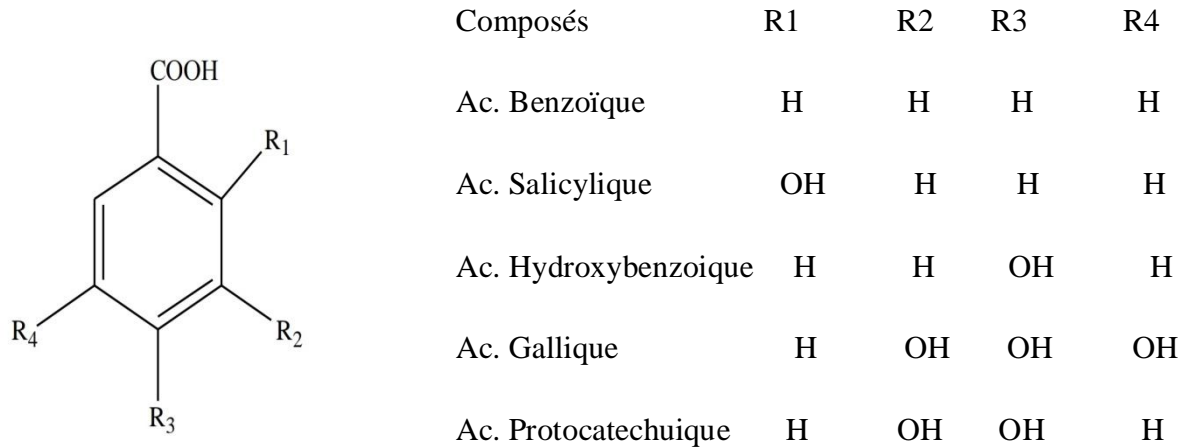 COOH
R1
R4
R2
R3
Composés R1 R2 R3 R4
Ac. Benzoïque H H H H
Ac. Salicylique OH H H H
Ac. Hydroxybenzoique H H OH H
Ac. Gallique H OH OH OH
Ac. Protocatechuique H OH OH H